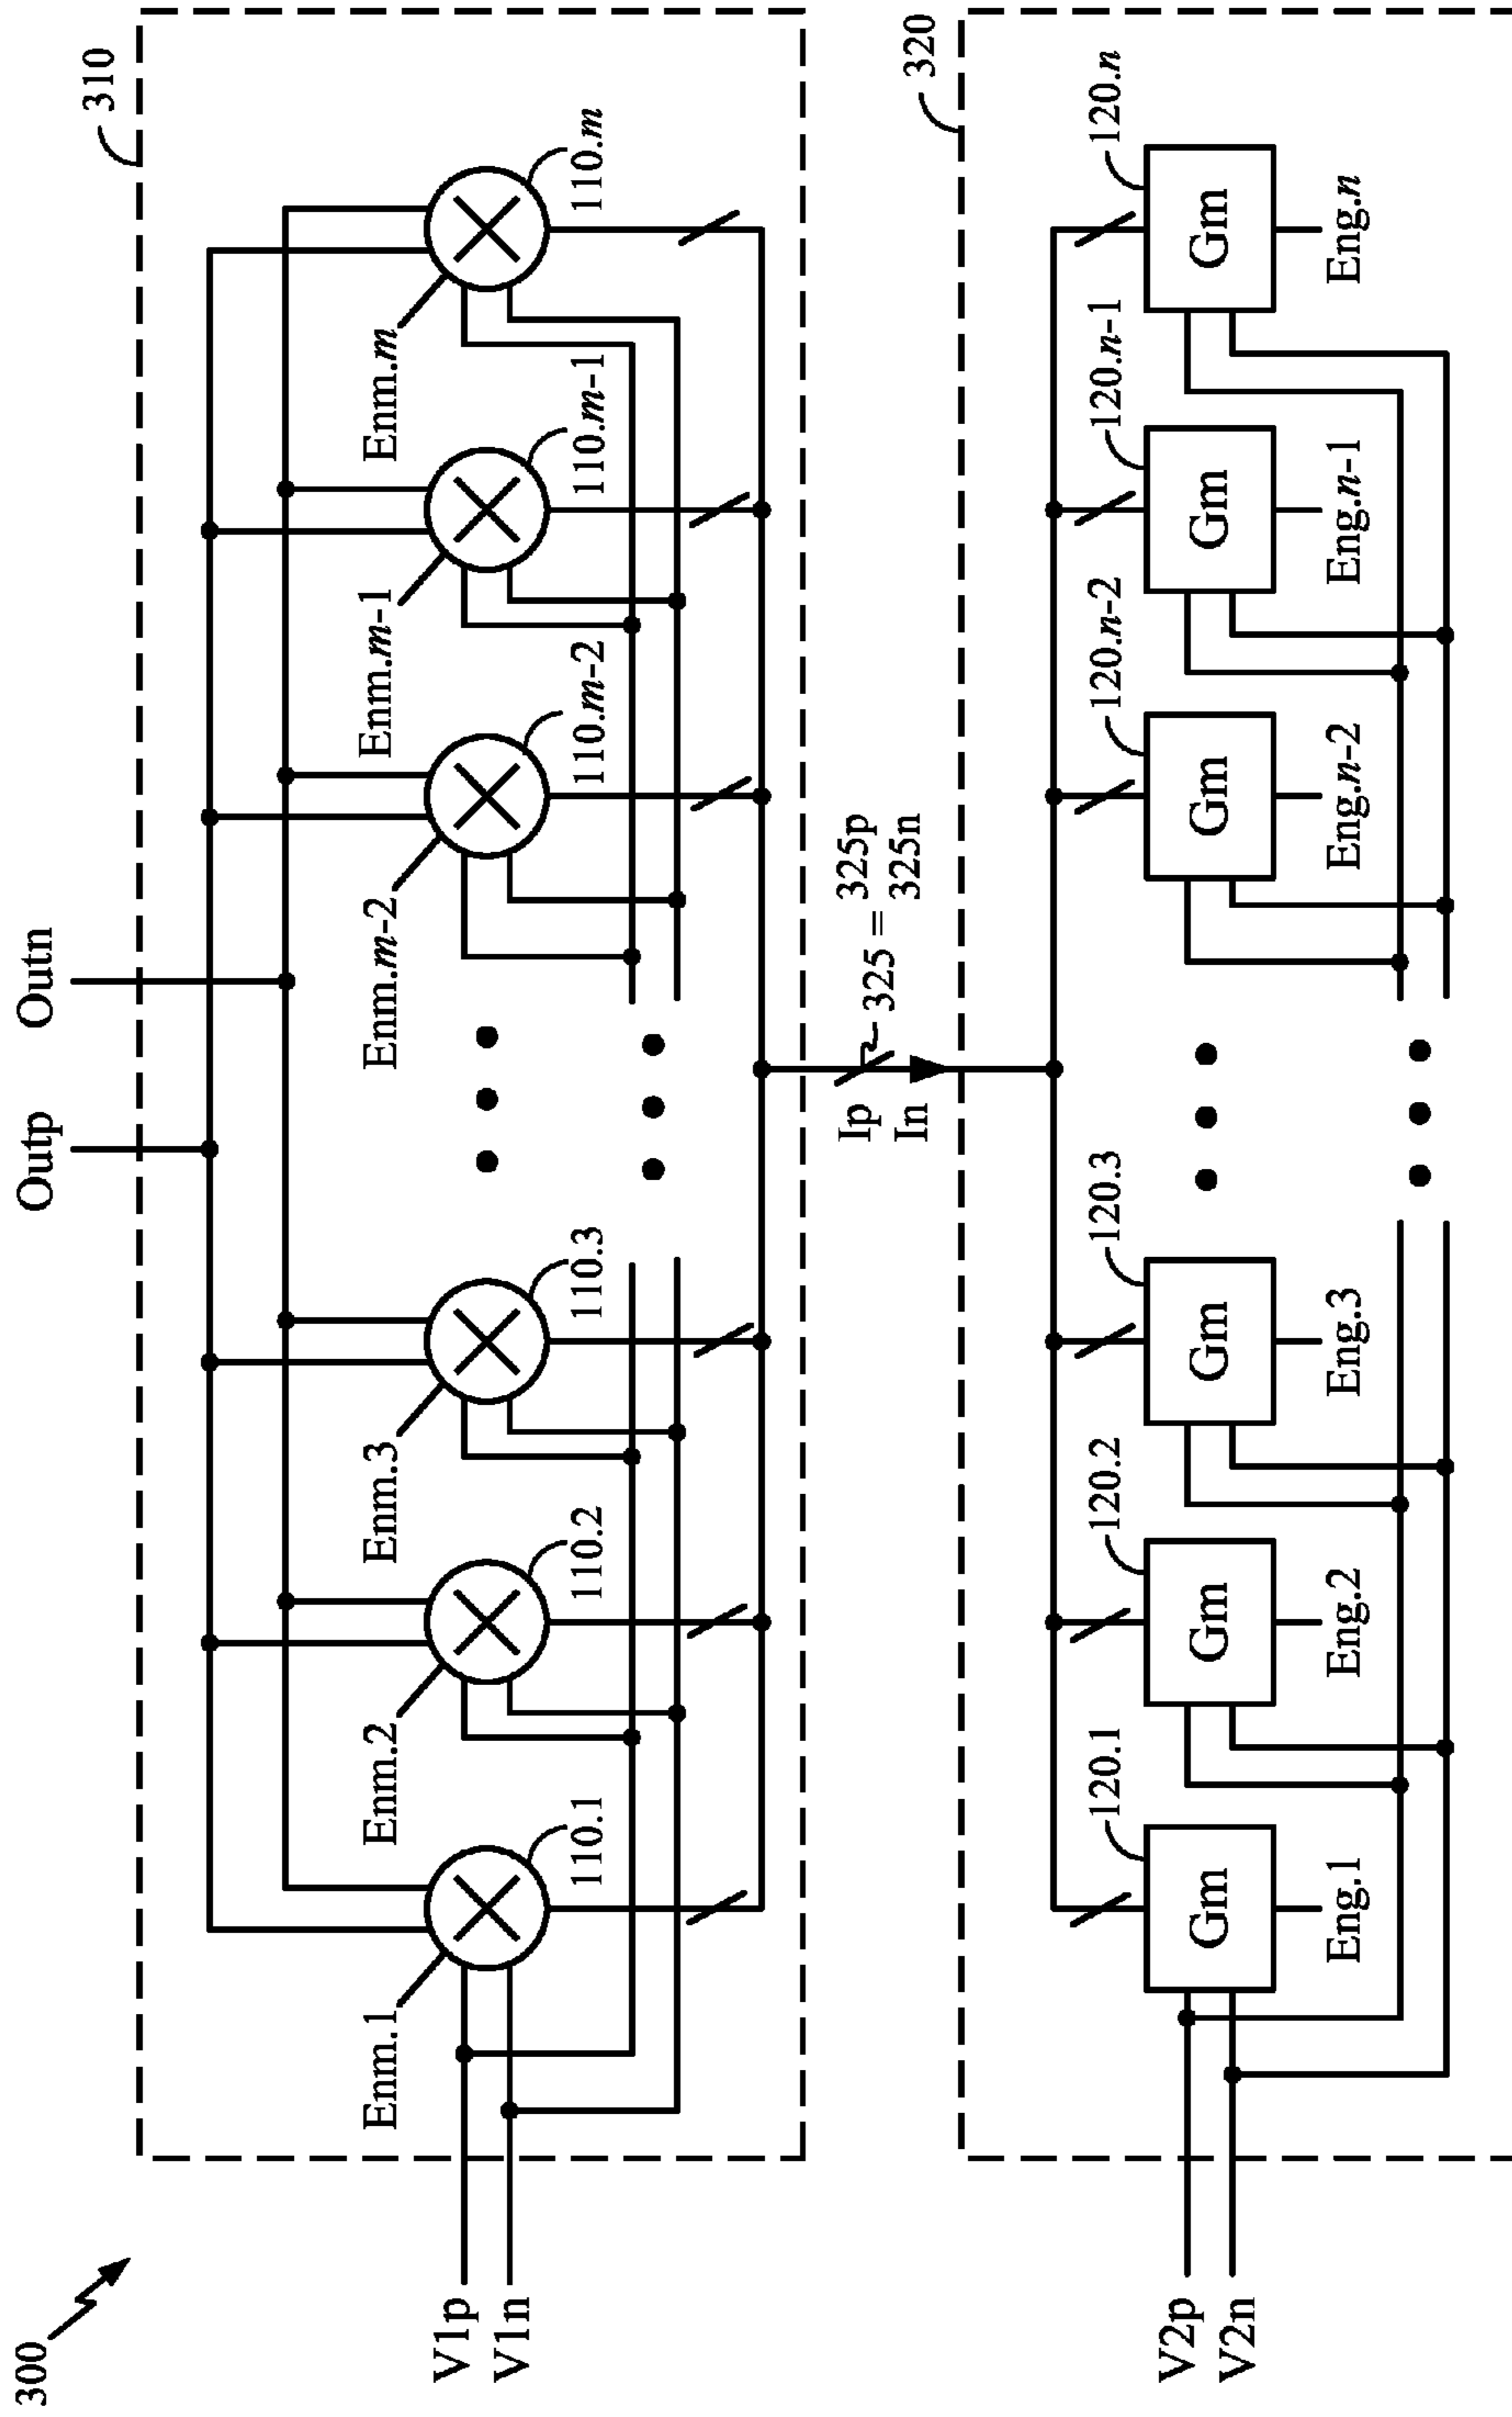 300
Outp
Outn
310
Enm.1
Enm.2
Enm.3
Enm.m-2
Enm.m-1
Enm.m
V1p
V1n
110.1
110.2
110.3
110.m-2
110.m-1
110.m
Ip
In
325 = 325p
325n
320
120.1
120.2
120.3
120.n-2
120.n-1
120.n
V2p
V2n
Gm
Gm
Gm
Gm
Gm
Gm
Eng.1
Eng.2
Eng.3
Eng.n-2
Eng.n-1
Eng.n